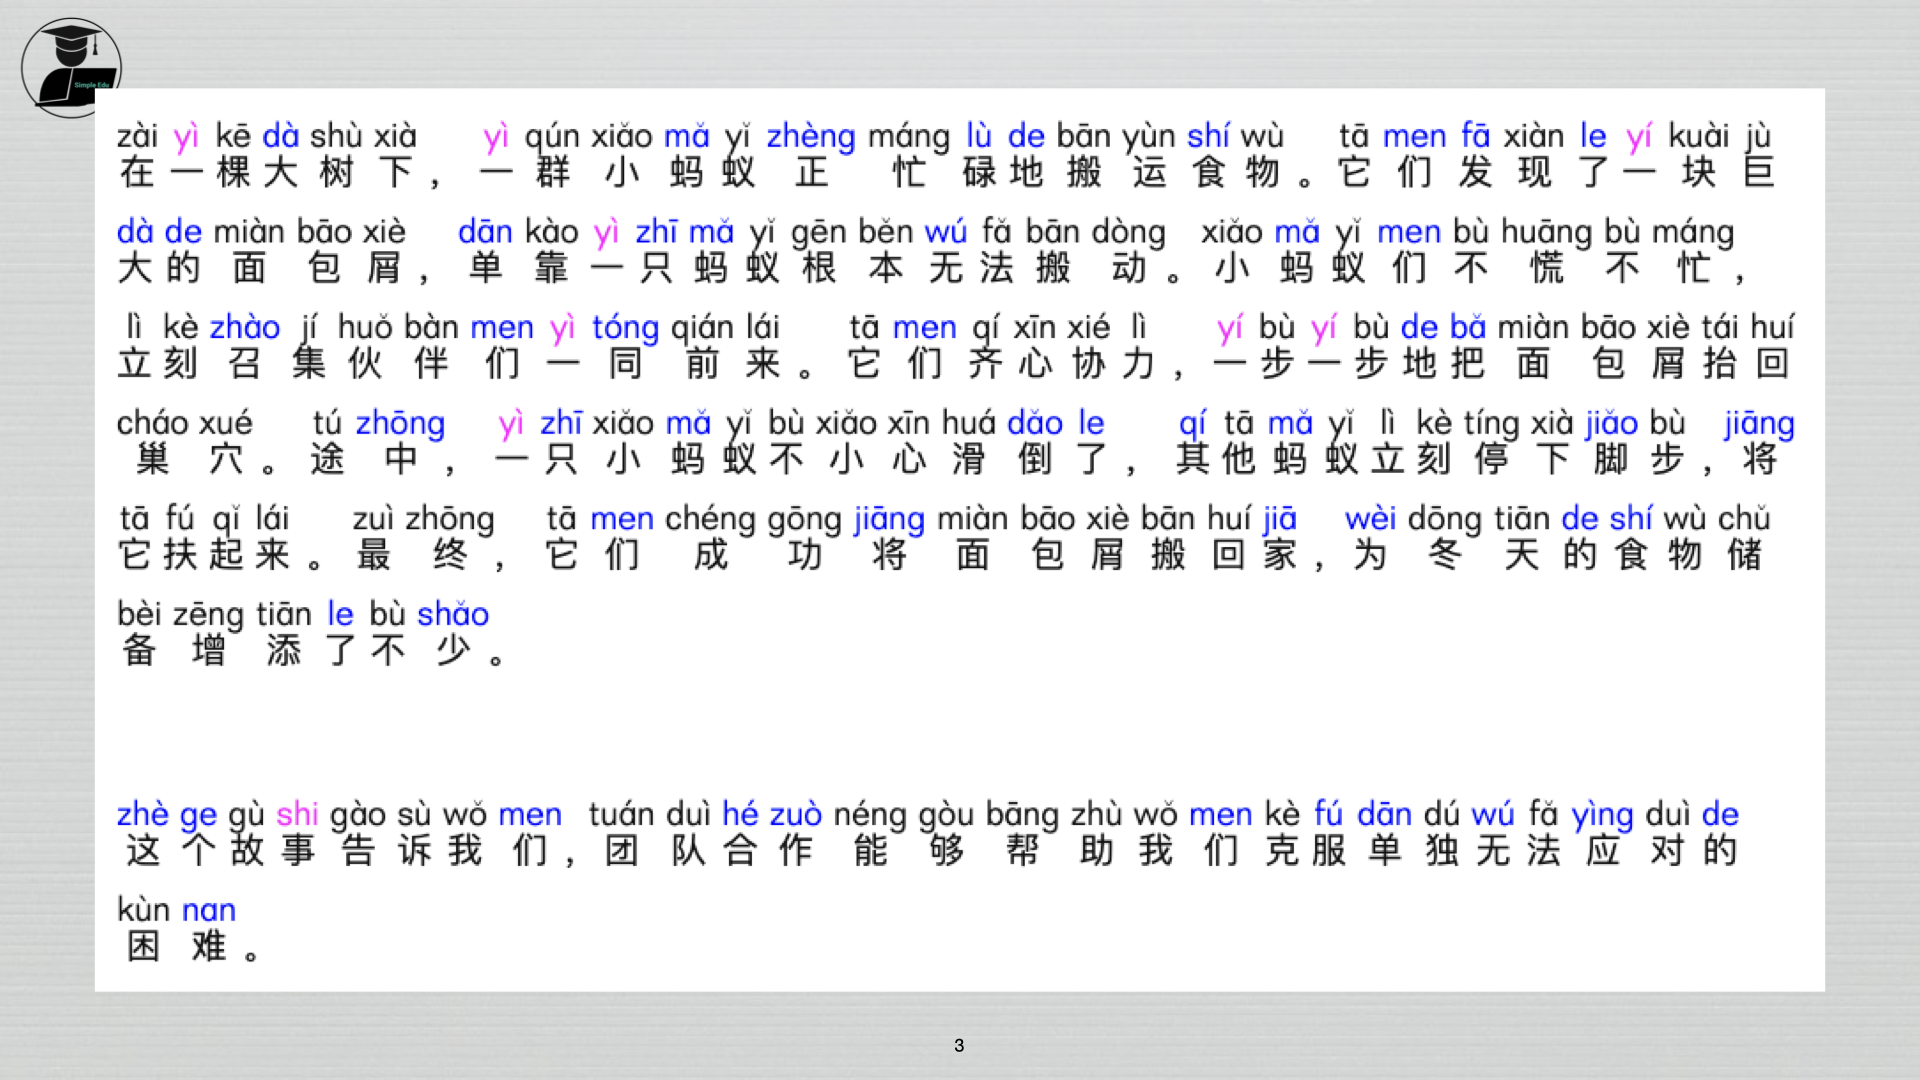 Simple Edu
zài yì kē dà shù xià yì qún xiǎo mǎ yǐ zhèng máng lù de bān yùn shí wù tā men fā xiàn le yí kuài jù
在一棵大树下，一群小蚂蚁正忙碌地搬运食物。它们发现了一块巨
dà de miàn bāo xiè dān kào yì zhī mǎ yǐ gēn běn wú fǎ bān dòng xiǎo mǎ yǐ men bù huāng bù máng
大的面包屑，单靠一只蚂蚁根本无法搬动。小蚂蚁们不慌不忙，
lì kè zhào jí huǒ bàn men yì tóng qián lái tā men qí xīn xié lì yí bù yí bù de bǎ miàn bāo xiè tái huí
立刻召集伙伴们一同前来。它们齐心协力，一步一步地把面包屑抬回
cháo xué tú zhōng yì zhī xiǎo mǎ yǐ bù xiǎo xīn huá dǎo le qí tā mǎ yǐ lì kè tíng xià jiǎo bù jiāng
巢穴。途中，一只小蚂蚁不小心滑倒了，其他蚂蚁立刻停下脚步，将
tā fú qǐ lái zuì zhōng tā men chéng gōng jiāng miàn bāo xiè bān huí jiā wèi dōng tiān de shí wù chǔ
它扶起来。最终，它们成功将面包屑搬回家，为冬天的食物储
bèi zēng tiān le bù shǎo
备增添了不少。
zhè ge gù shi gào sù wǒ men tuán duì hé zuò néng gòu bāng zhù wǒ men kè fú dān dú wú fǎ yìng duì de
这个故事告诉我们，团队合作能够帮助我们克服单独无法应对的
kùn nan
困难。
3